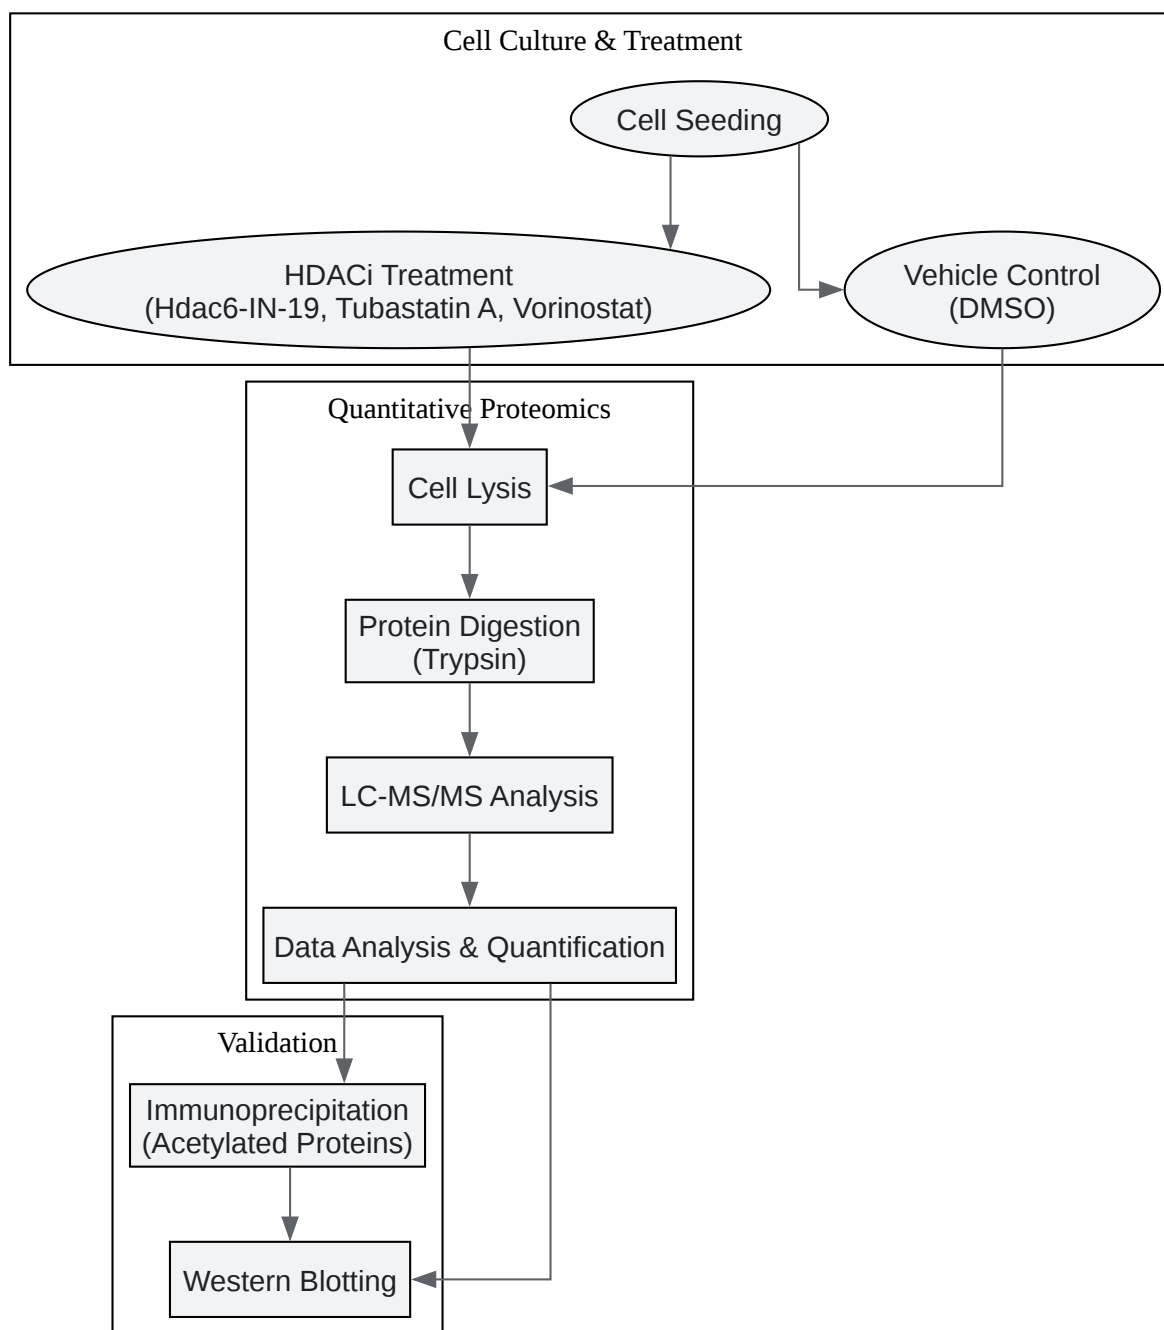 Cell Culture & Treatment
Cell Seeding
HDACi Treatment
(Hdac6-IN-19, Tubastatin A, Vorinostat)
Vehicle Control
(DMSO)
Quantitative Proteomics
Cell Lysis
Protein Digestion
(Trypsin)
LC-MS/MS Analysis
Data Analysis & Quantification
Validation
Immunoprecipitation
(Acetylated Proteins)
Western Blotting